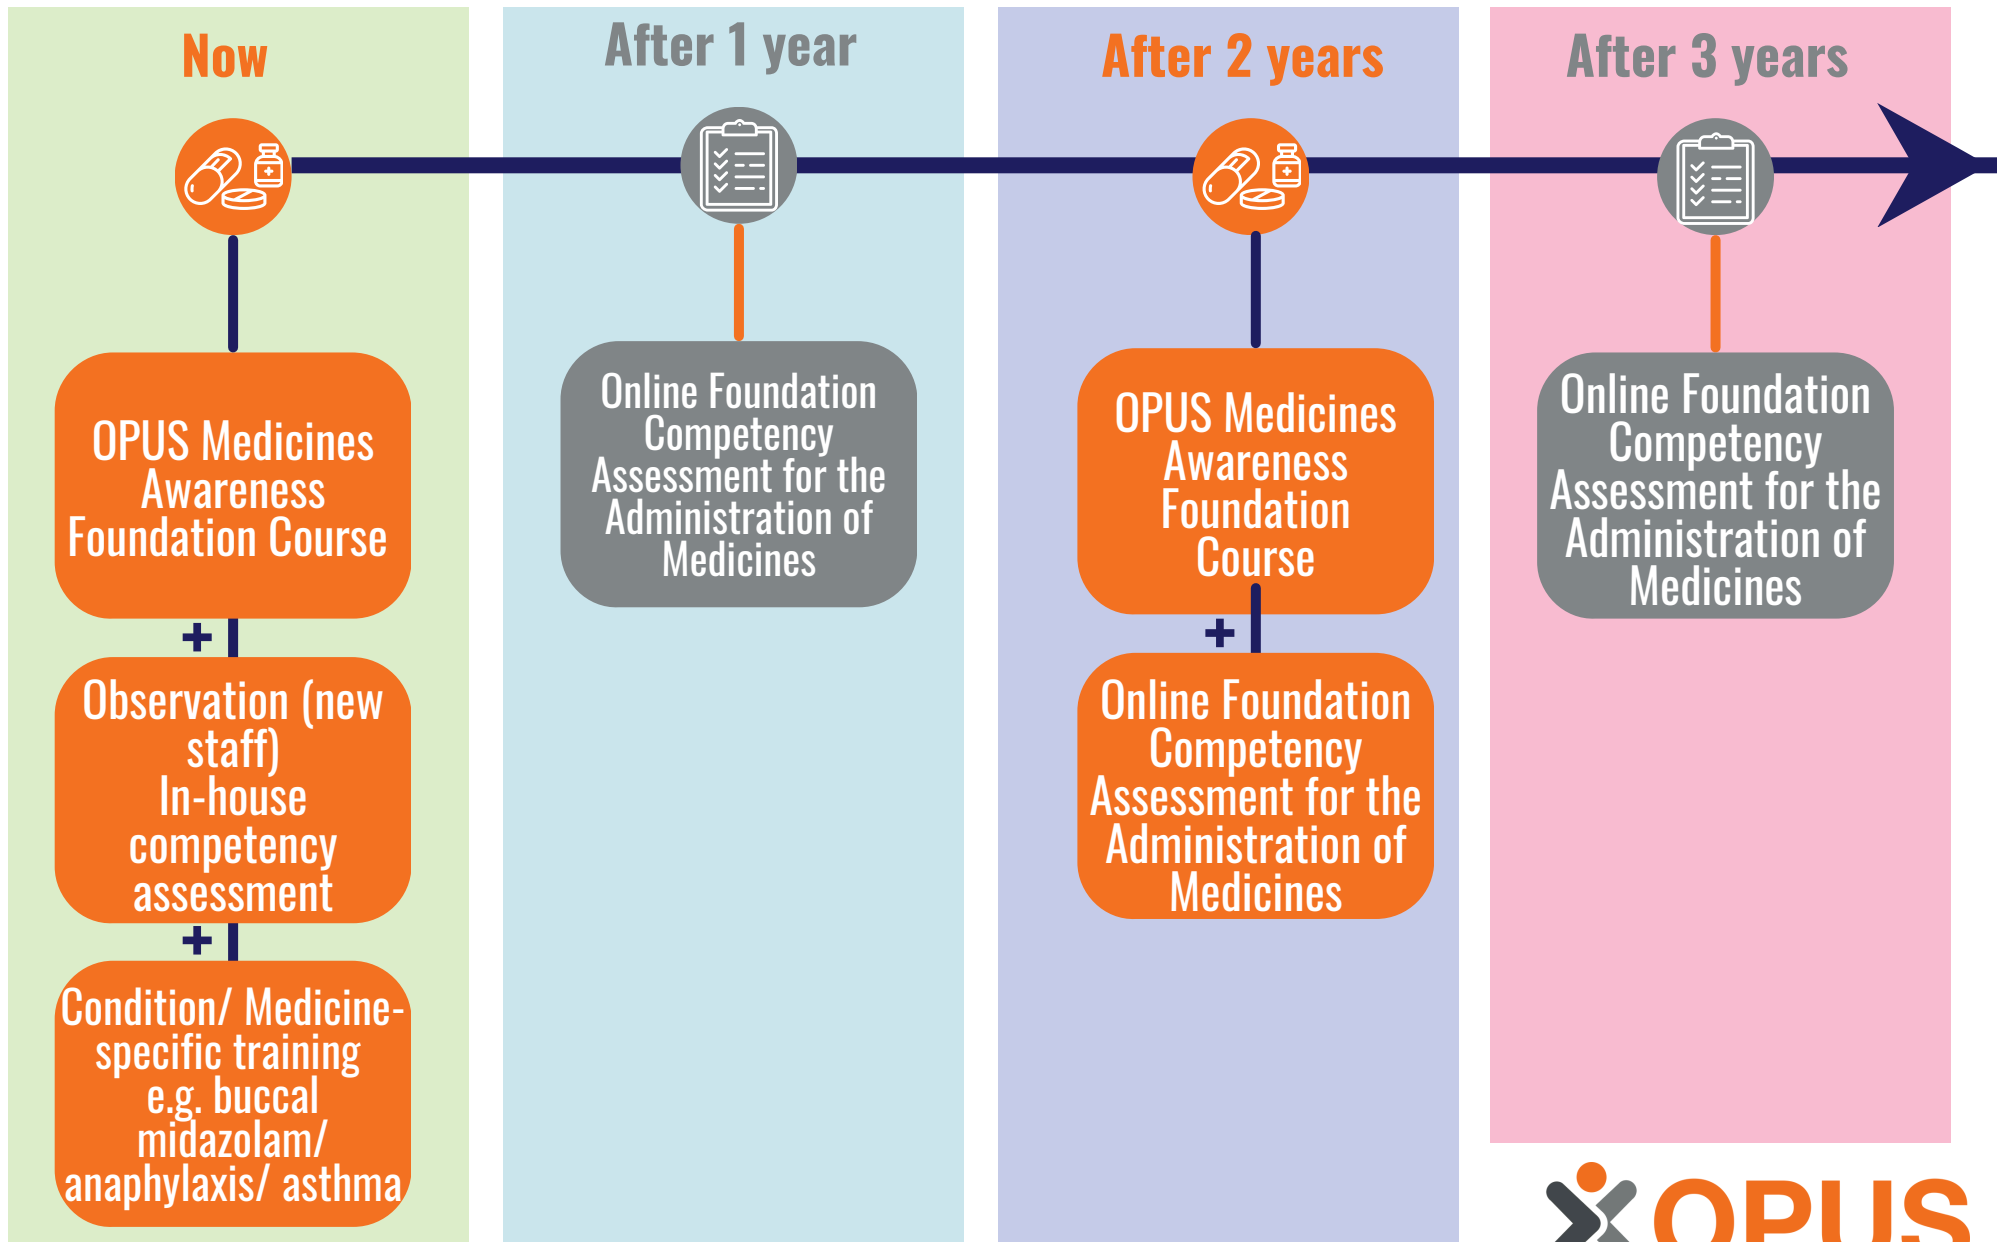 Now
OPUS Medicines
Awareness
Foundation Course
+
Observation (new
staff)
In-house
competency
assessment
+
Condition/ Medicine-
specific training
e.g. buccal
midazolam/
anaphylaxis/ asthma
After 1 year
Online Foundation
Competency
Assessment for the
Administration of
Medicines
After 2 years
OPUS Medicines
Awareness
Foundation
Course
+
Online Foundation
Competency
Assessment for the
Administration of
Medicines
After 3 years
Online Foundation
Competency
Assessment for the
Administration of
Medicines
OPUS